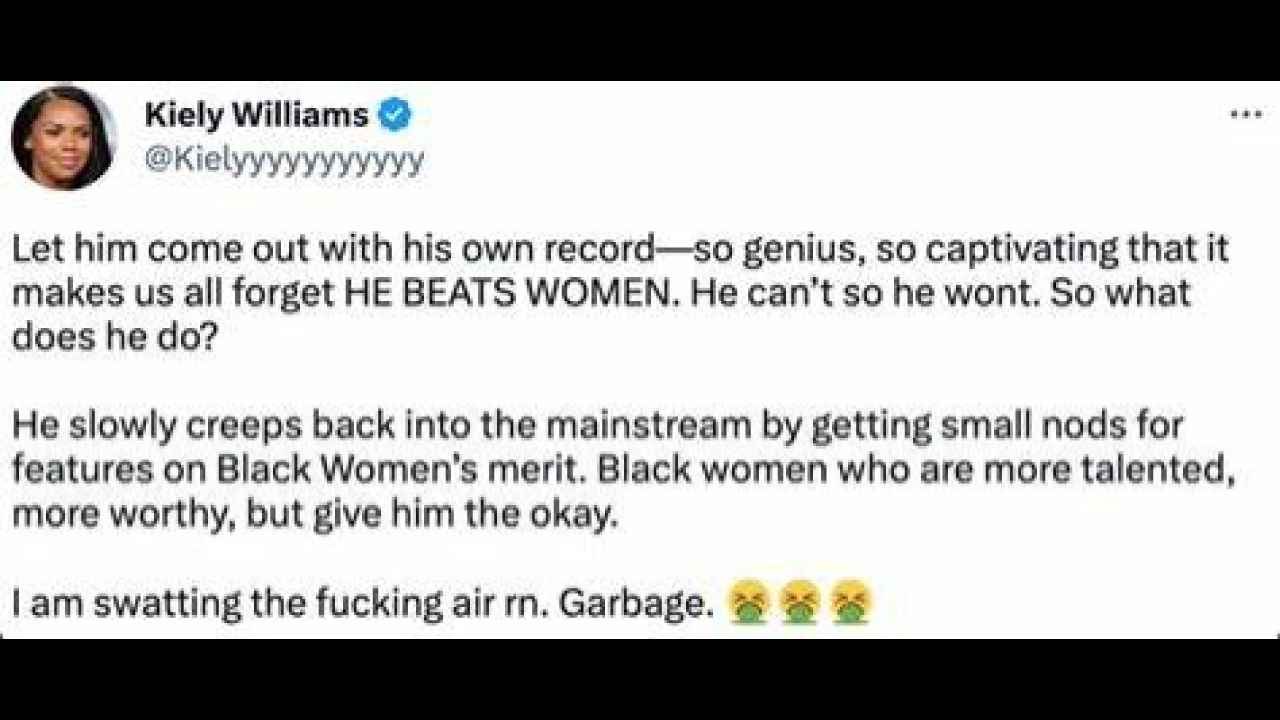 Kiely Williams
@Kielyyyyyyyyyyy
Let him come out with his own record—so genius, so captivating that it
makes us all forget HE BEATS WOMEN. He can't so he wont. So what
does he do?
He slowly creeps back into the mainstream by getting small nods for
features on Black Women's merit. Black women who are more talented,
more worthy, but give him the okay.
I am swatting the fucking air rn. Garbage. 🤮🤮🤮